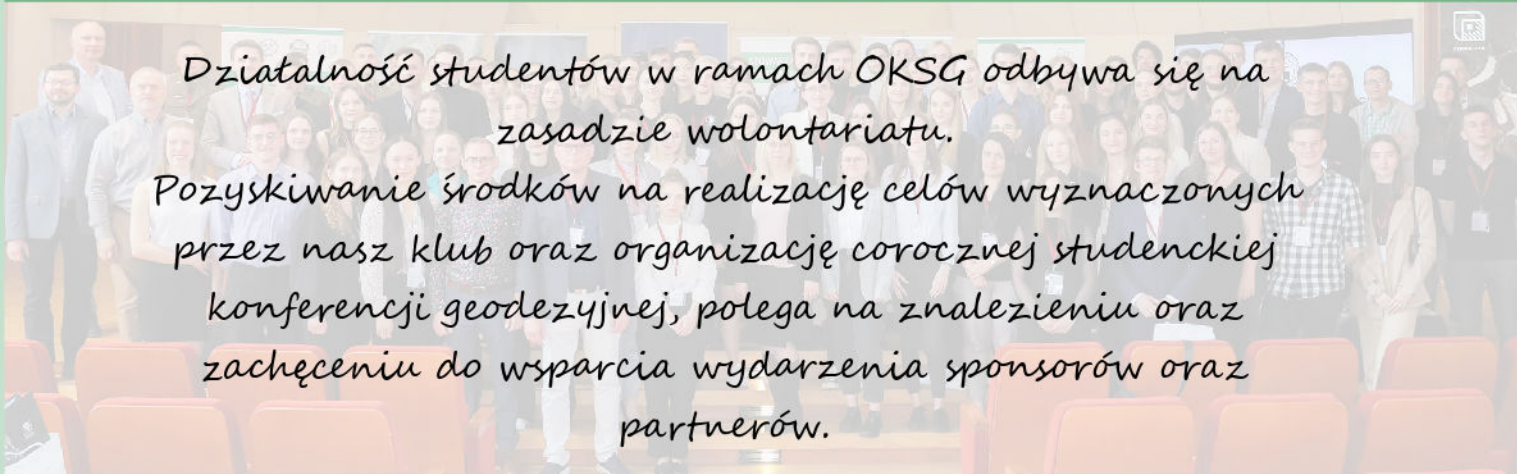 Działalność studentów w ramach OKSG odbywa się na
zasadzie wolontariatu.
Pozyskiwanie środków na realizację celów wyznaczonych
przez nasz klub oraz organizację corocznej studenckiej
konferencji geodezyjnej, polega na znalezieniu oraz
zachęceniu do wsparcia wydarzenia sponsorów oraz
partnerów.